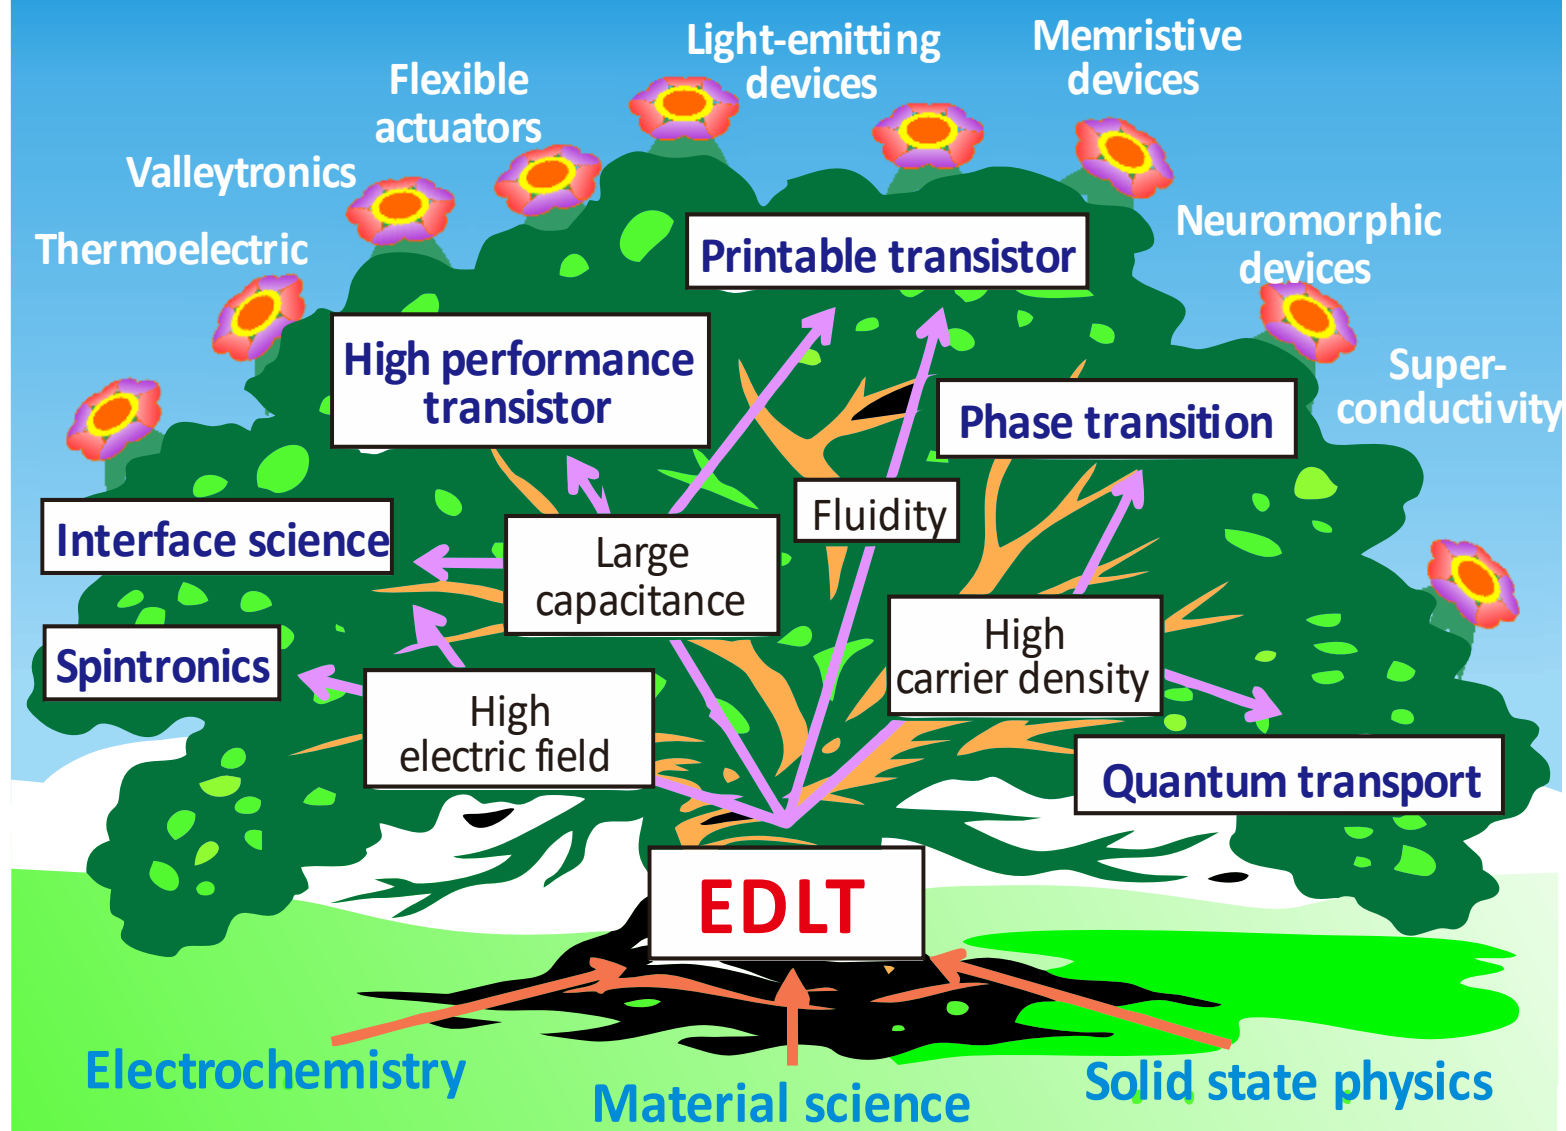 Light-emitting
devices
Memristive
devices
Flexible
actuators
Valleytronics
Thermoelectric
Neuromorphic
devices
Super-
conductivity
Printable transistor
High performance
transistor
Phase transition
Interface science
Fluidity
Large
capacitance
Spintronics
High
carrier density
High
electric field
Quantum transport
EDLT
Electrochemistry
Material science
Solid state physics